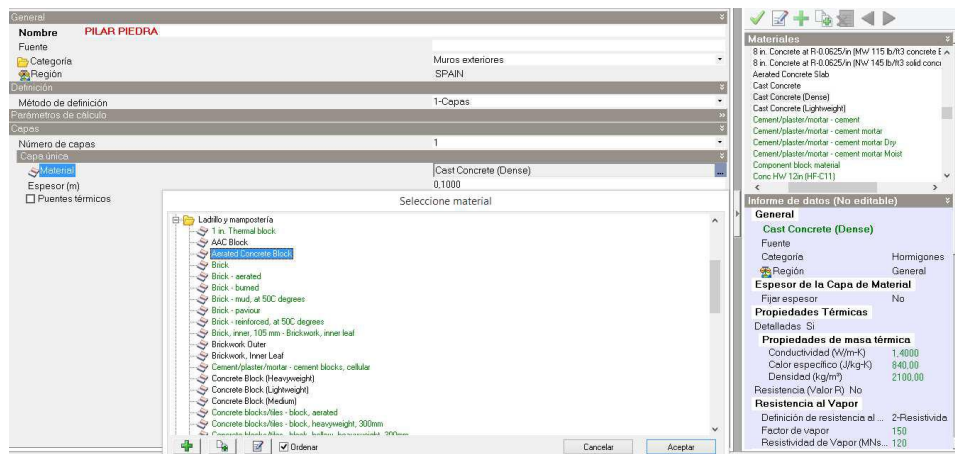 General
Nombre PILAR PIEDRA
Fuente
Categoría Muros exteriores
Región SPAIN
Definición
Método de definición 1-Capas
Parámetros de cálculo
Capas
Número de capas 1
Capa única
Material Cast Concrete (Dense)
Espesor (m) 0,1000
Puentes térmicos
Seleccione material
Ladrillo y mampostería
1 in. Thermal block
AAC Block
Aerated Concrete Block
Brick
Brick - aerated
Brick - burned
Brick - mud, at 50C degrees
Brick - paviour
Brick - reinforced, at 50C degrees
Brick, inner, 105 mm - Brickwork, inner leaf
Brickwork Outer
Brickwork, Inner Leaf
Cement/plaster/mortar - cement blocks, cellular
Concrete Block (Heavyweight)
Concrete Block (Lightweight)
Concrete Block (Medium)
Concrete blocks/tiles - block, aerated
Concrete blocks/tiles - block, heavyweight, 300mm
Concrete blocks/tiles - block, hollow, heavyweight, 300mm
Ordenar
Cancelar
Aceptar
Materiales
8 in. Concrete at R-0.0625/in (MW 115 lb/ft3 concrete E
8 in. Concrete at R-0.0625/in (NW 145 lb/ft3 solid conci
Aerated Concrete Slab
Cast Concrete
Cast Concrete (Dense)
Cast Concrete (Lightweight)
Cement/plaster/mortar - cement
Cement/plaster/mortar - cement mortar
Cement/plaster/mortar - cement mortar Dry
Cement/plaster/mortar - cement mortar Moist
Component block material
Conc HW 12in (HF-C11)
Informe de datos (No editable)
General
Cast Concrete (Dense)
Fuente
Categoría Hormigones
Región General
Espesor de la Capa de Material
Fijar espesor No
Propiedades Térmicas
Detalladas Si
Propiedades de masa térmica
Conductividad (W/m-K) 1,4000
Calor específico (J/kg-K) 840,00
Densidad (kg/m³) 2100,00
Resistencia (Valor R) No
Resistencia al Vapor
Definición de resistencia al ... 2-Resistivida
Factor de vapor 150
Resistividad de Vapor (MNs... 120